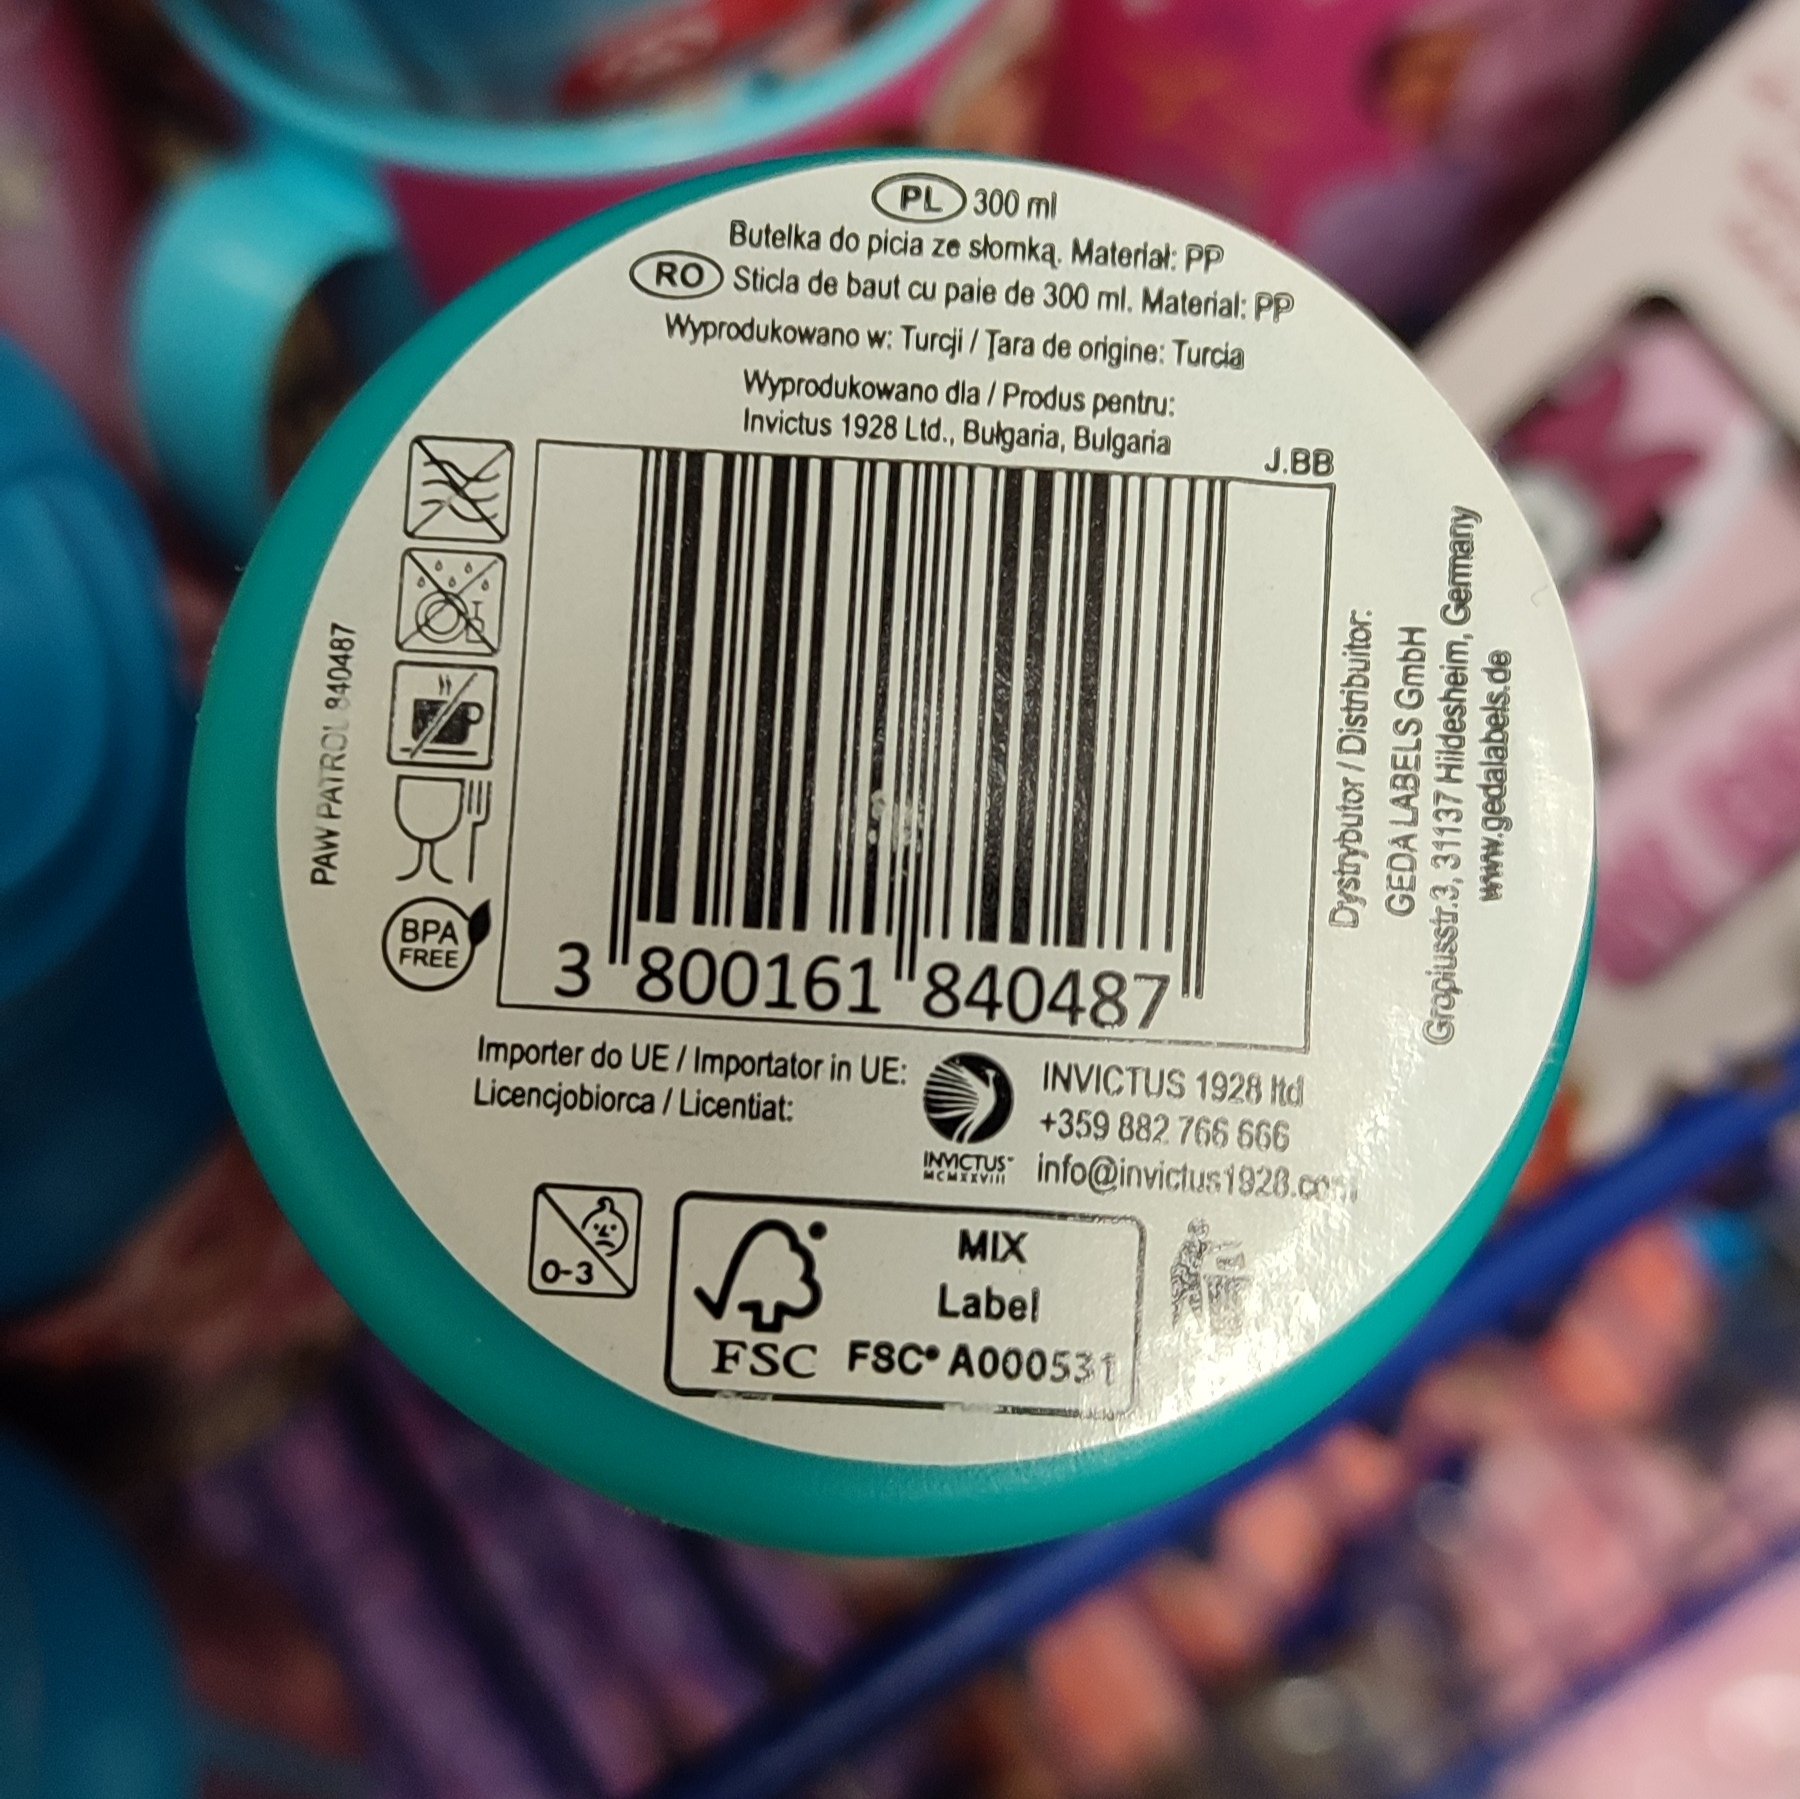 PL 300 ml
Butelka do picia ze słomką. Materiał: PP
RO Sticla de baut cu paie de 300 ml. Material: PP
Wyprodukowano w: Turcji / Țara de origine: Turcia
Wyprodukowano dla / Produs pentru:
Invictus 1928 Ltd., Bułgaria, Bulgaria
J.BB
PAW PATROL 840487
BPA
FREE
3 800161 840487
Dystrybutor / Distribuitor:
GEDA LABELS GmbH
Gropiusstr.3, 31137 Hildesheim, Germany
www.gedalabels.de
Importer do UE / Importator in UE:
Licencjobiorca / Licentiat:
INVICTUS
MCMXXVIII
INVICTUS 1928 ltd
+359 882 766 666
info@invictus1928.com
0-3
FSC
MIX
Label
FSC® A000531